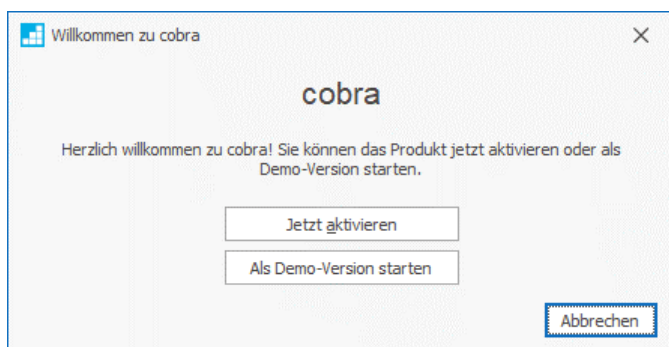 Willkommen zu cobra
cobra
Herzlich willkommen zu cobra! Sie können das Produkt jetzt aktivieren oder als
Demo-Version starten.
Jetzt aktivieren
Als Demo-Version starten
Abbrechen